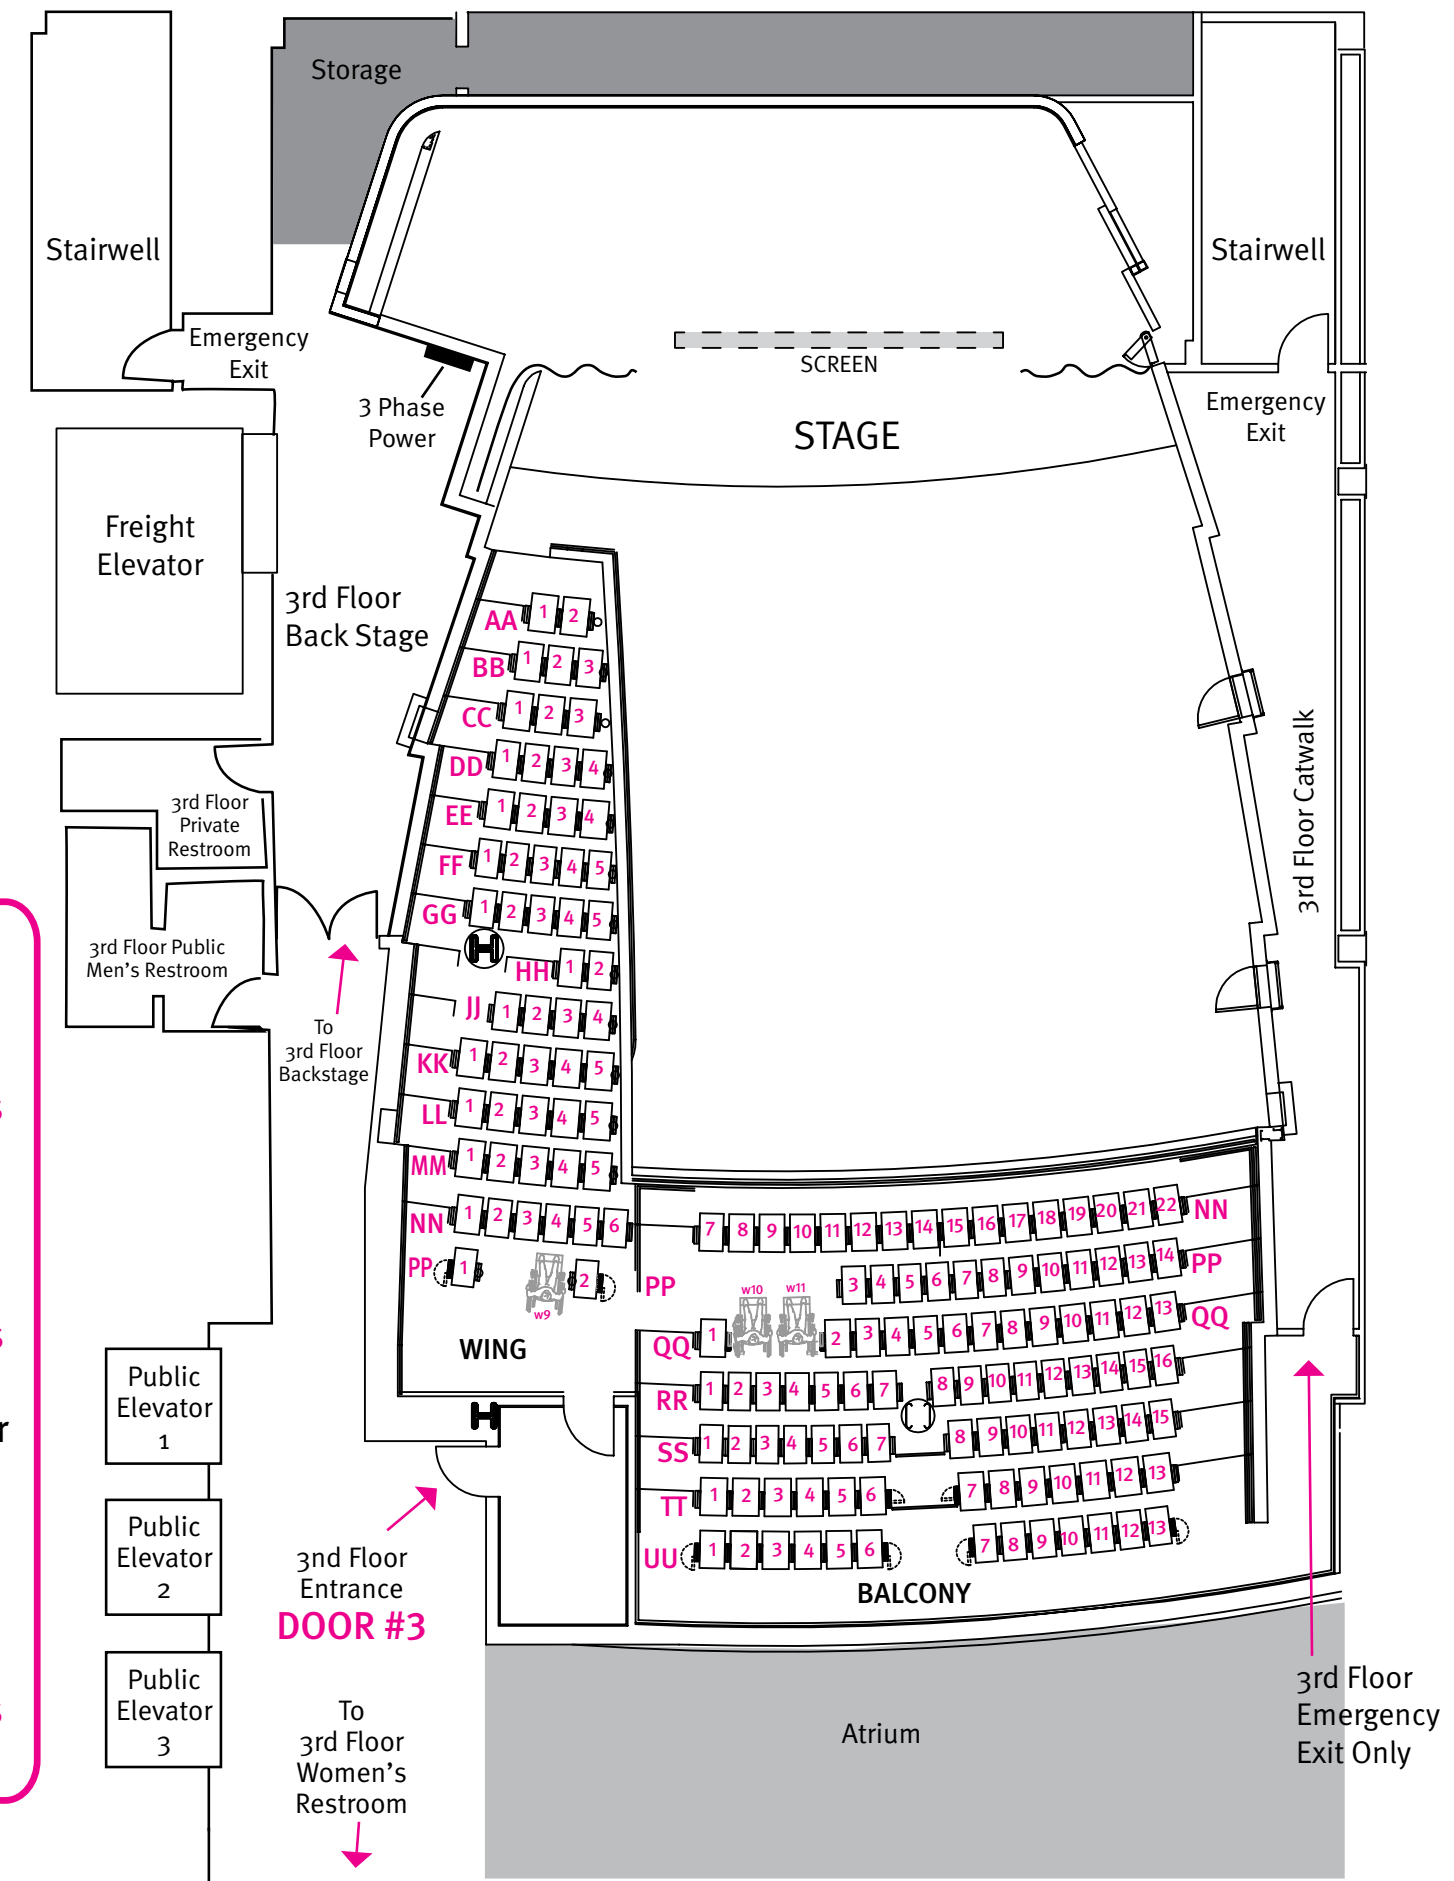 Storage
Stairwell
Stairwell
Emergency
Exit
SCREEN
3 Phase
Power
STAGE
Emergency
Exit
Freight
Elevator
3rd Floor
Back Stage
AA 1 2
BB 1 2 3
CC 1 2 3
DD 1 2 3 4
EE 1 2 3 4
FF 1 2 3 4 5
GG 1 2 3 4 5
HH 1 2
JJ 1 2 3 4
KK 1 2 3 4 5
LL 1 2 3 4 5
MM 1 2 3 4 5
NN 1 2 3 4 5 6 7 8 9 10 11 12 13 14 15 16 17 18 19 20 21 22 NN
PP 1 2
w9
PP 3 4 5 6 7 8 9 10 11 12 13 14 PP
w10 w11
QQ 1 2 3 4 5 6 7 8 9 10 11 12 13 QQ
RR 1 2 3 4 5 6 7 8 9 10 11 12 13 14 15 16
SS 1 2 3 4 5 6 7 8 9 10 11 12 13 14 15
TT 1 2 3 4 5 6 7 8 9 10 11 12 13
UU 1 2 3 4 5 6 7 8 9 10 11 12 13
WING
BALCONY
3rd Floor
Private
Restroom
3rd Floor Public
Men's Restroom
To
3rd Floor
Backstage
3rd Floor Catwalk
s
s
r
s
Public
Elevator
1
Public
Elevator
2
Public
Elevator
3
3nd Floor
Entrance
DOOR #3
To
3rd Floor
Women's
Restroom
Atrium
3rd Floor
Emergency
Exit Only